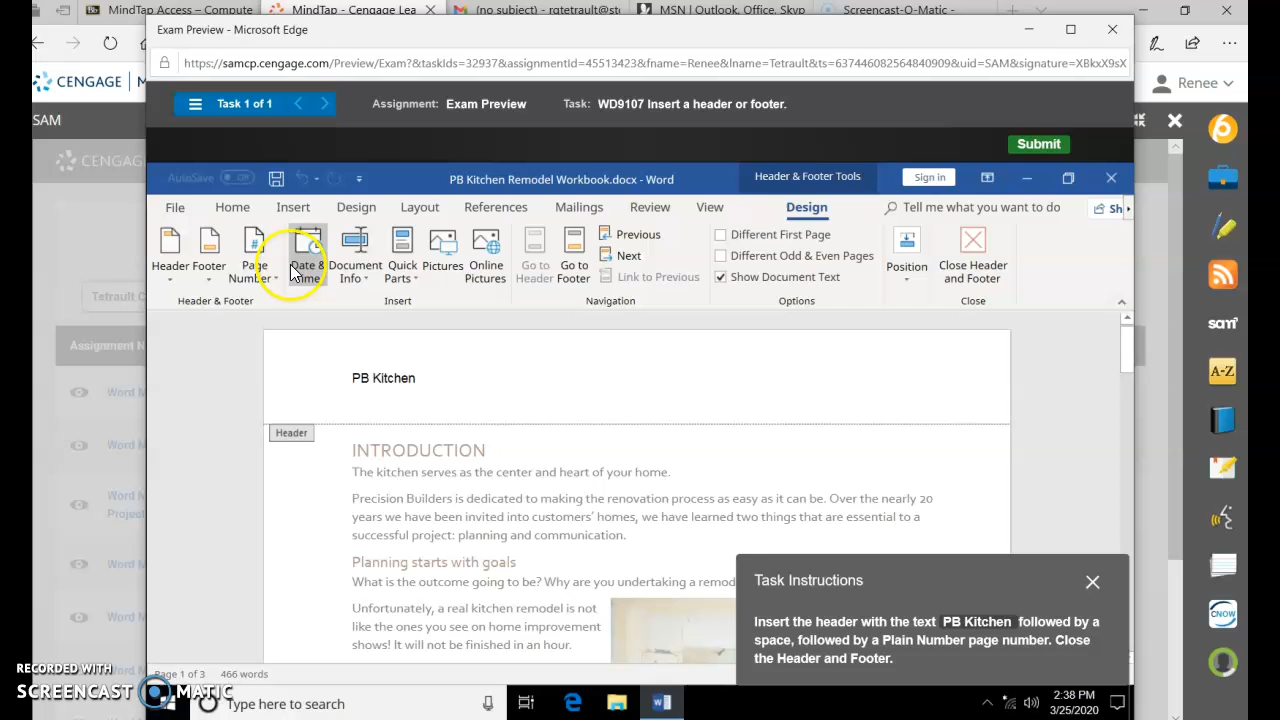 MindTap Access – Compute
MindTap - Cengage Lea
(no subject) - rgtetrault@st
MSN | Outlook, Office, Skyp
Screencast-O-Matic -
Exam Preview - Microsoft Edge
https://samcp.cengage.com/Preview/Exam?&taskIds=32937&assignmentId=45513423&fname=Renee&lname=Tetrault&ts=637446082564840909&uid=SAM&signature=XBkxX9sX
CENGAGE
Renee
Task 1 of 1
Assignment: Exam Preview
Task: WD9107 Insert a header or footer.
SAM
Submit
CENGAG
AutoSave Off
PB Kitchen Remodel Workbook.docx - Word
Header & Footer Tools
Sign in
File Home Insert Design Layout References Mailings Review View Design Tell me what you want to do Sh
Header Footer Page Number
Date & Time Document Info Quick Parts Pictures Online Pictures
Go to Header Go to Footer
Previous
Next
Link to Previous
Different First Page
Different Odd & Even Pages
Show Document Text
Position
Close Header and Footer
Header & Footer Insert Navigation Options Close
Tetrault C
Assignment N
Word M
Word M
Word M
Project
Word M
Word M
sam
A-Z
CNOW
PB Kitchen
Header
INTRODUCTION
The kitchen serves as the center and heart of your home.
Precision Builders is dedicated to making the renovation process as easy as it can be. Over the nearly 20
years we have been invited into customers' homes, we have learned two things that are essential to a
successful project: planning and communication.
Planning starts with goals
What is the outcome going to be? Why are you undertaking a remod
Unfortunately, a real kitchen remodel is not
like the ones you see on home improvement
shows! It will not be finished in an hour.
Task Instructions
Insert the header with the text PB Kitchen followed by a
space, followed by a Plain Number page number. Close
the Header and Footer.
Page 1 of 3 466 words
RECORDED WITH
SCREENCAST MATIC
Type here to search
2:38 PM
3/25/2020